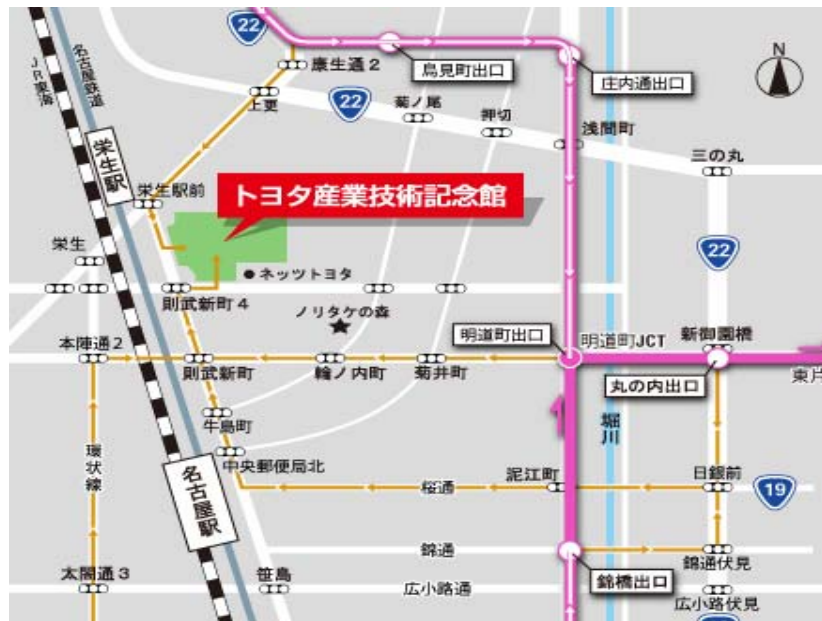 22
康生通2
鳥見町出口
庄内通出口
N
名古屋鉄道
JR東海
上更
22
菊ノ尾
押切
浅間町
三の丸
栄生駅
栄生駅前
トヨタ産業技術記念館
栄生
ネッツトヨタ
22
則武新町4
ノリタケの森
明道町出口
明道町JCT
新御園橋
本陣通2
則武新町
輪ノ内町
菊井町
丸の内出口
東片
牛島町
堀川
環状線
中央郵便局北
名古屋駅
泥江町
日銀前
桜通
19
錦通
錦通伏見
太閤通3
笹島
広小路通
錦橋出口
広小路伏見